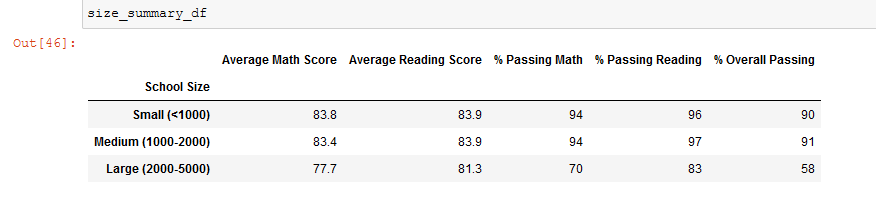 size_summary_df
Out[46]:
Average Math Score Average Reading Score % Passing Math % Passing Reading % Overall Passing
School Size
Small (<1000) 83.8 83.9 94 96 90
Medium (1000-2000) 83.4 83.9 94 97 91
Large (2000-5000) 77.7 81.3 70 83 58